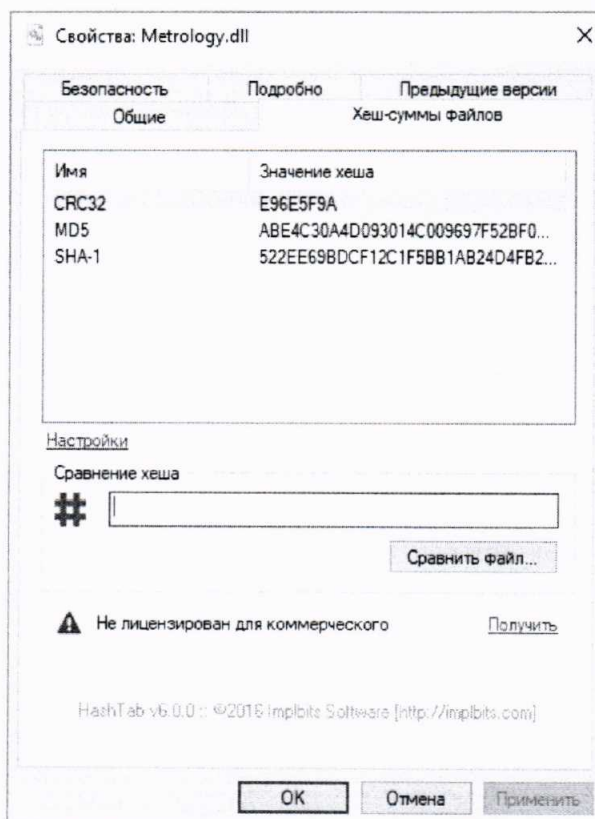 Свойства: Metrology.dll
Безопасность Подробно Предыдущие версии
Общие Хеш-суммы файлов
Имя Значение хеша
CRC32 E96E5F9A
MD5 ABE4C30A4D093014C009697F52BF0...
SHA-1 522EE69BDCF12C1F5BB1AB24D4FB2...
Настройки
Сравнение хеша
Сравнить файл...
Не лицензирован для коммерческого Получить
HashTab v6.0.0 :: ©2016 Implbits Software [http://implbits.com]
OK Отмена Применить